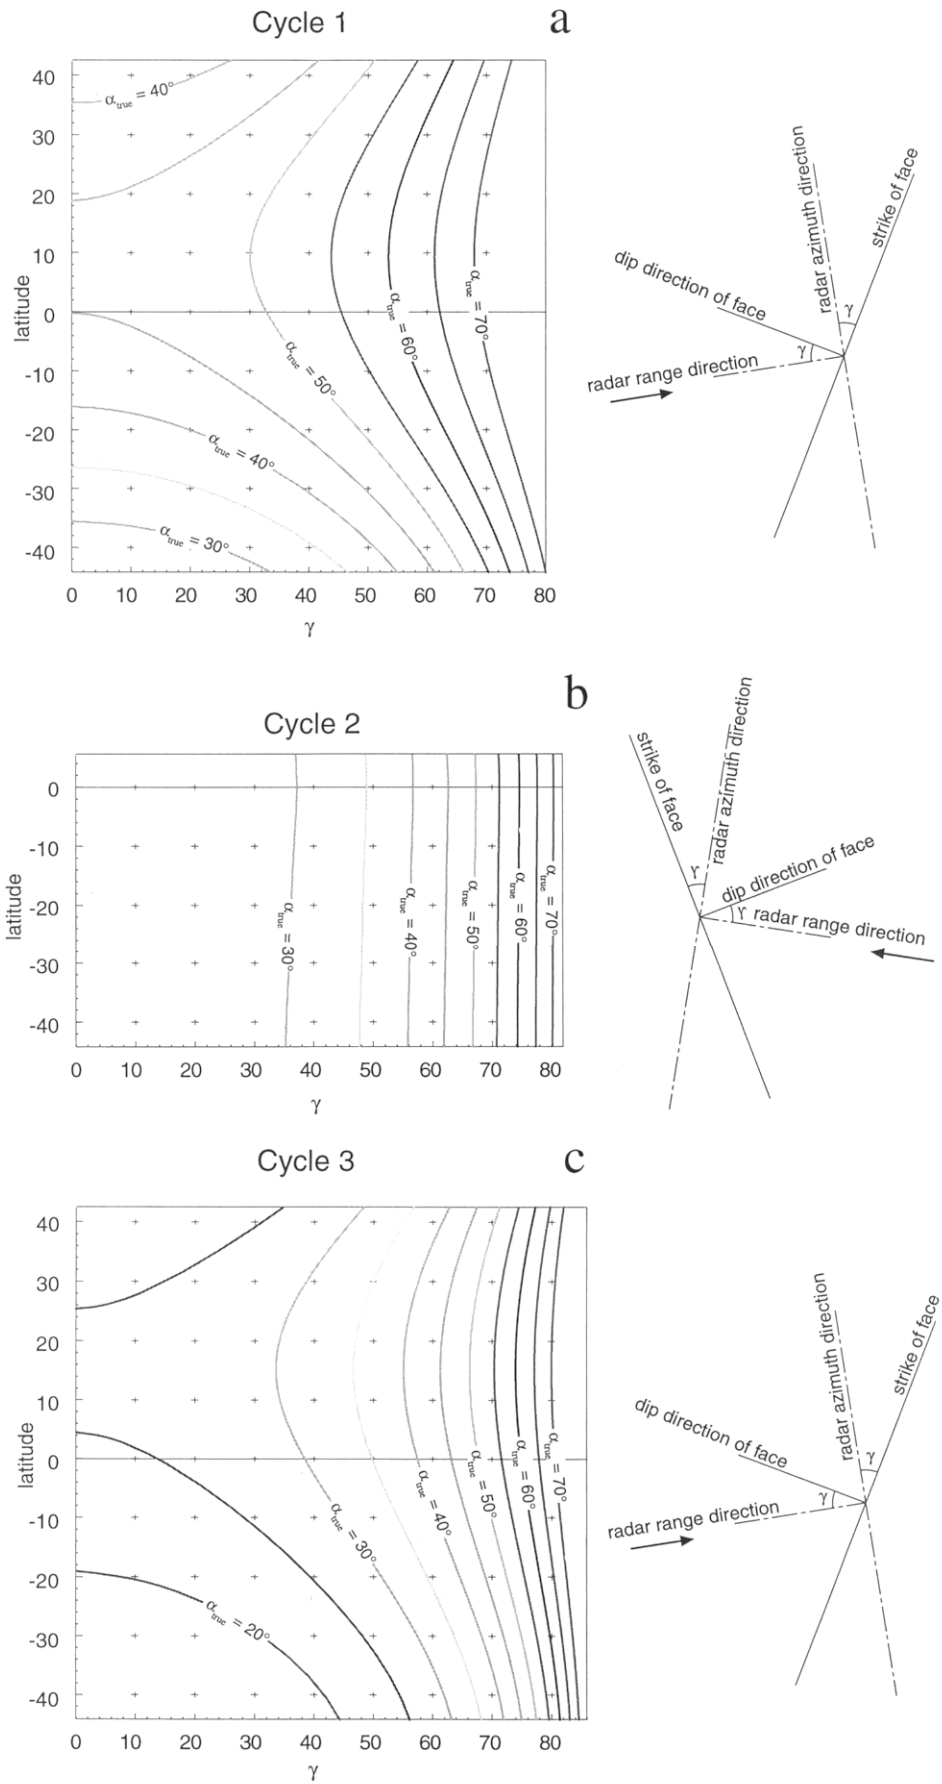 Cycle 1
a
40
30
20
10
0
-10
-20
-30
-40
latitude
α_true = 40°
α_true = 50°
α_true = 60°
α_true = 70°
α_true = 40°
α_true = 30°
0 10 20 30 40 50 60 70 80
γ
radar azimuth direction
strike of face
dip direction of face
γ
γ
radar range direction
Cycle 2
b
0
-10
-20
-30
-40
latitude
α_true = 30°
α_true = 40°
α_true = 50°
α_true = 60°
α_true = 70°
0 10 20 30 40 50 60 70 80
γ
strike of face
radar azimuth direction
γ
dip direction of face
γ
radar range direction
Cycle 3
c
40
30
20
10
0
-10
-20
-30
-40
latitude
α_true = 20°
α_true = 30°
α_true = 40°
α_true = 50°
α_true = 60°
α_true = 70°
0 10 20 30 40 50 60 70 80
γ
radar azimuth direction
strike of face
dip direction of face
γ
γ
radar range direction